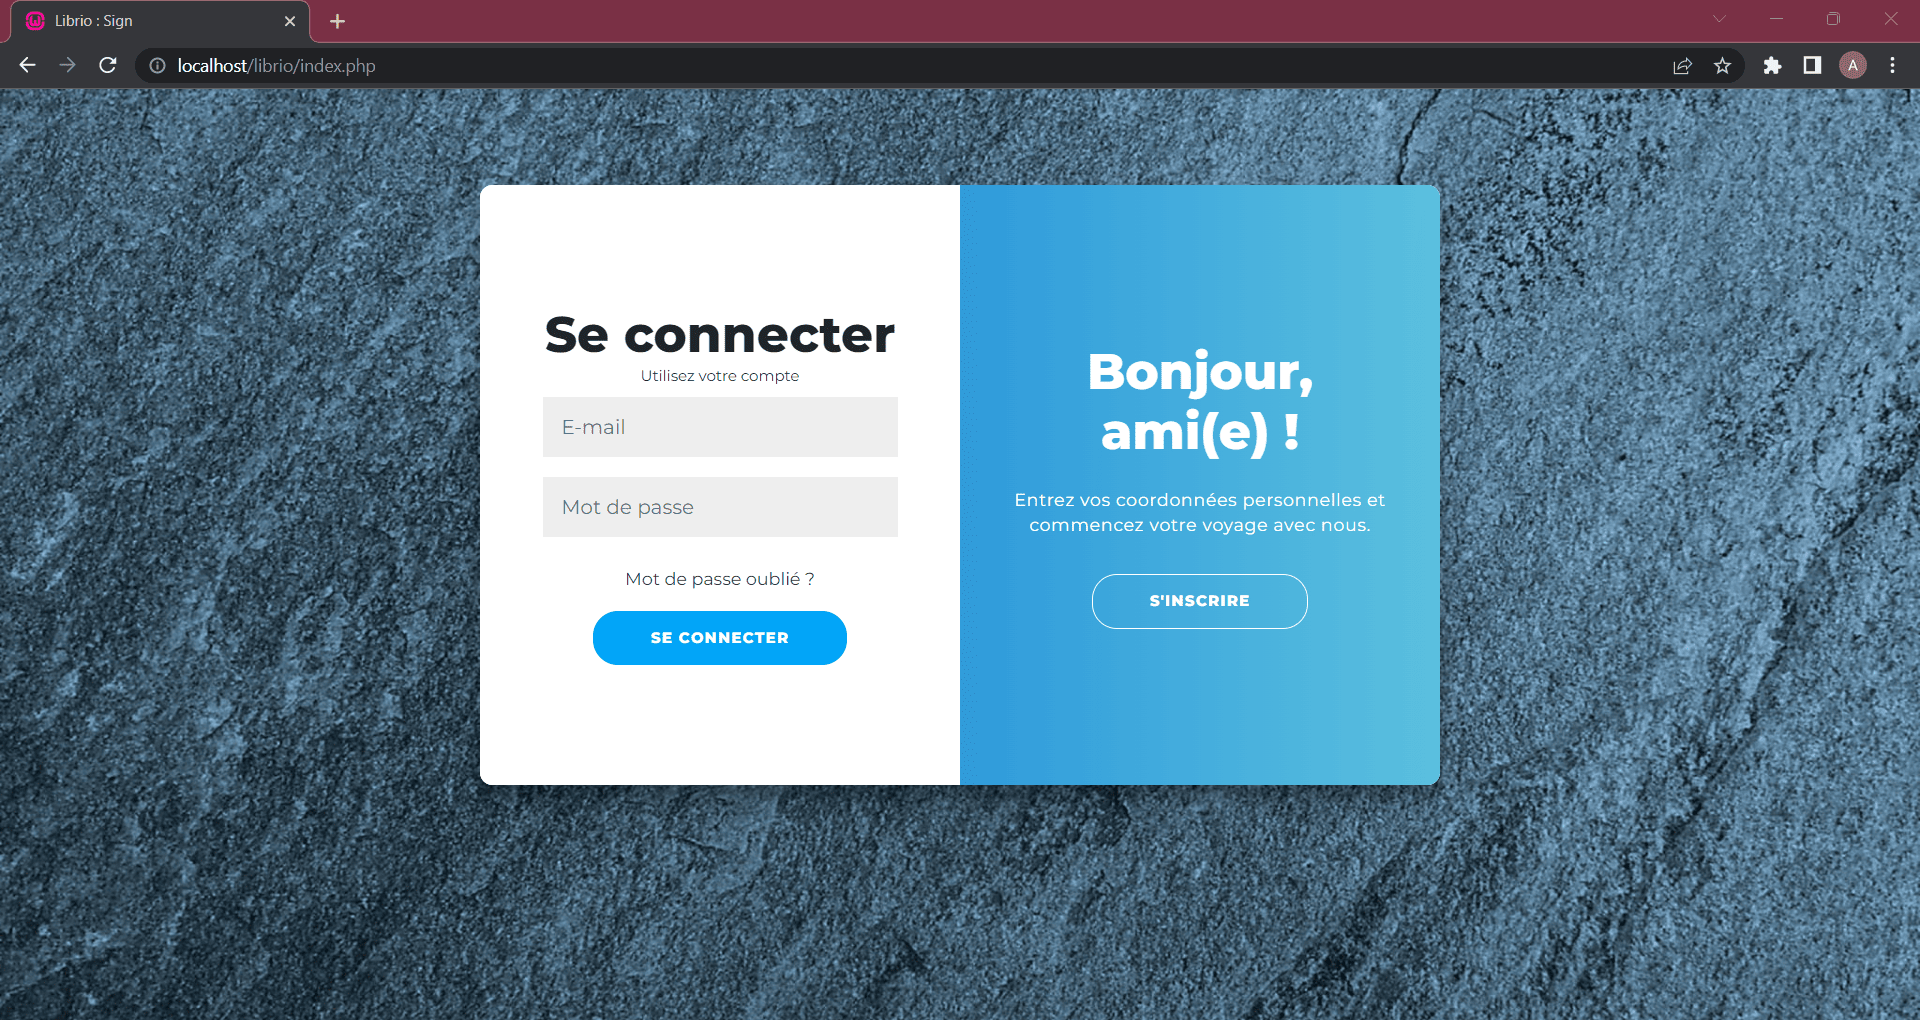 Librio : Sign
localhost/librio/index.php
A
Se connecter
Utilisez votre compte
E-mail
Mot de passe
Mot de passe oublié ?
SE CONNECTER
Bonjour,
ami(e) !
Entrez vos coordonnées personnelles et
commencez votre voyage avec nous.
S'INSCRIRE